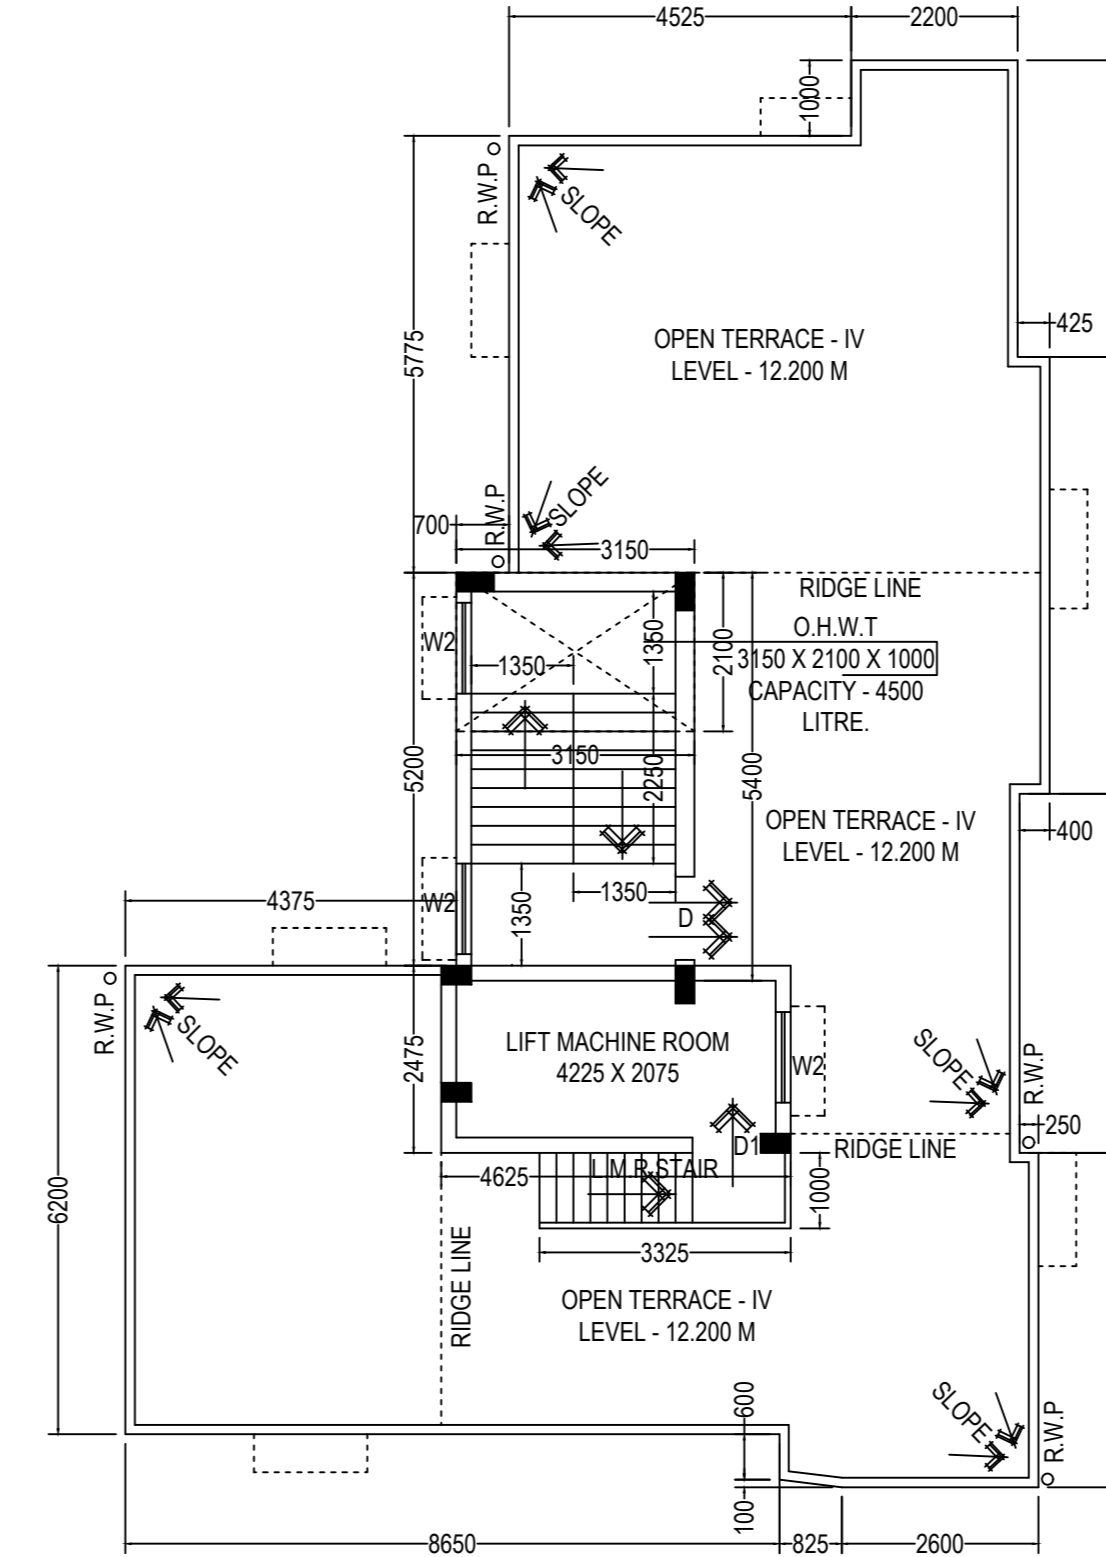 4525
2200
1000
R.W.P
SLOPE
425
OPEN TERRACE - IV
LEVEL - 12.200 M
5775
SLOPE
R.W.P
700
3150
RIDGE LINE
O.H.W.T
3150 X 2100 X 1000
CAPACITY - 4500
LITRE.
W2
1350
1350
2100
3150
5200
2250
5400
OPEN TERRACE - IV
LEVEL - 12.200 M
400
4375
W2
1350
1350
D
R.W.P
SLOPE
LIFT MACHINE ROOM
4225 X 2075
2475
W2
SLOPE
R.W.P
250
D1
RIDGE LINE
L.M.R STAIR
4625
1000
6200
3325
RIDGE LINE
OPEN TERRACE - IV
LEVEL - 12.200 M
600
SLOPE
R.W.P
100
8650
825
2600